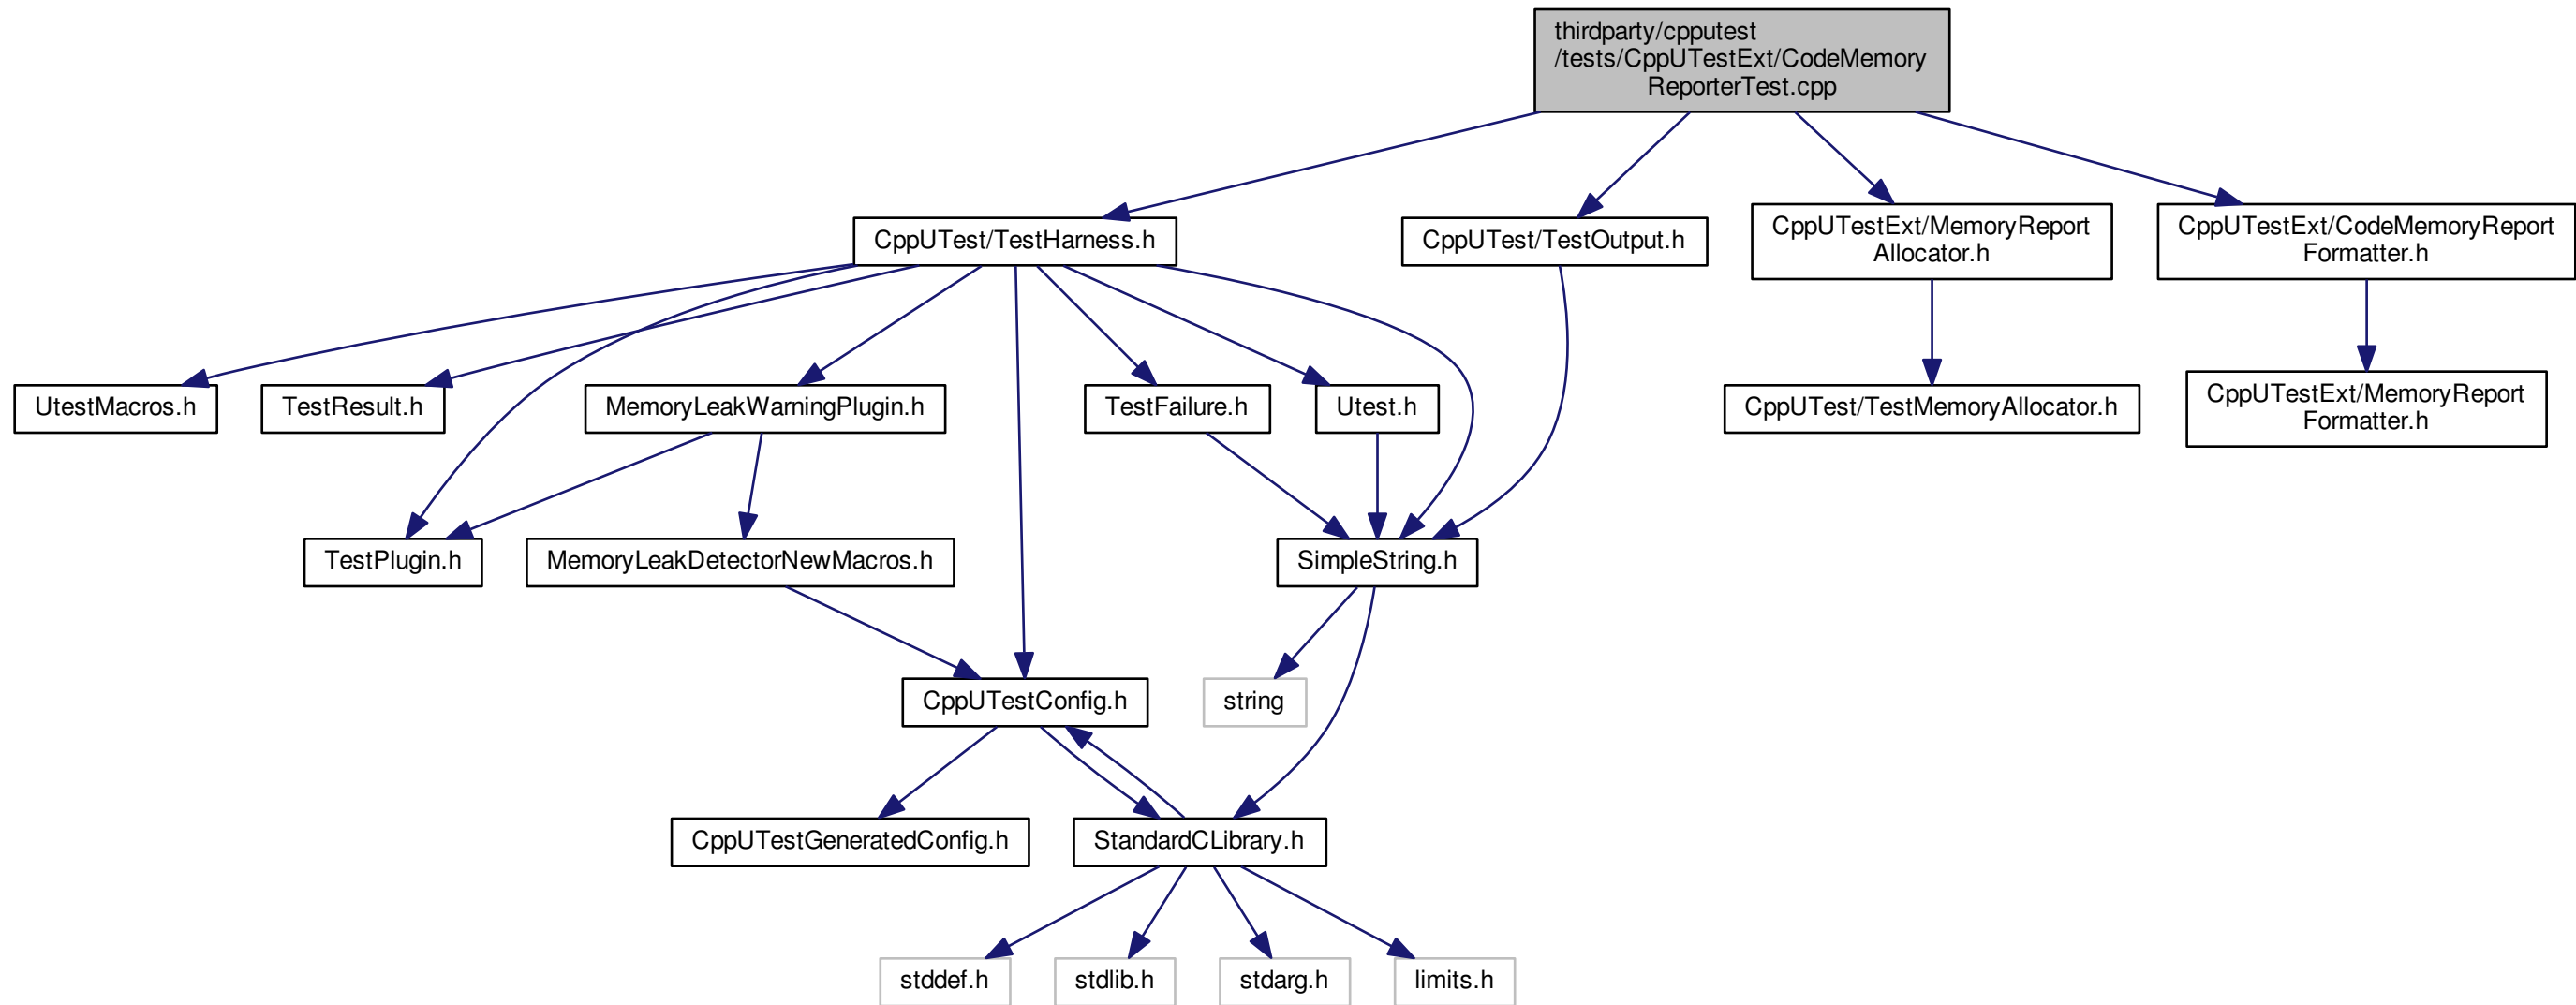 thirdparty/cpputest
/tests/CppUTestExt/CodeMemory
ReporterTest.cpp
CppUTest/TestHarness.h
CppUTest/TestOutput.h
CppUTestExt/MemoryReport
Allocator.h
CppUTestExt/CodeMemoryReport
Formatter.h
UtestMacros.h
TestResult.h
MemoryLeakWarningPlugin.h
TestFailure.h
Utest.h
CppUTest/TestMemoryAllocator.h
CppUTestExt/MemoryReport
Formatter.h
TestPlugin.h
MemoryLeakDetectorNewMacros.h
SimpleString.h
CppUTestConfig.h
string
CppUTestGeneratedConfig.h
StandardCLibrary.h
stddef.h
stdlib.h
stdarg.h
limits.h